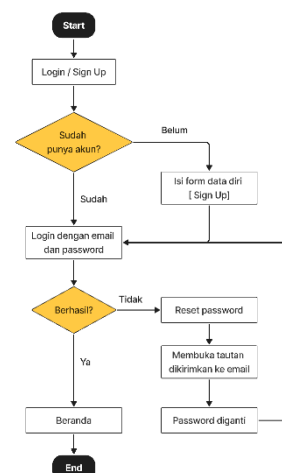 Start
Login / Sign Up
Sudah
punya akun?
Belum
Isi form data diri
[ Sign Up]
Sudah
Login dengan email
dan password
Berhasil?
Tidak
Reset password
Membuka tautan
dikirimkan ke email
Ya
Beranda
Password diganti
End